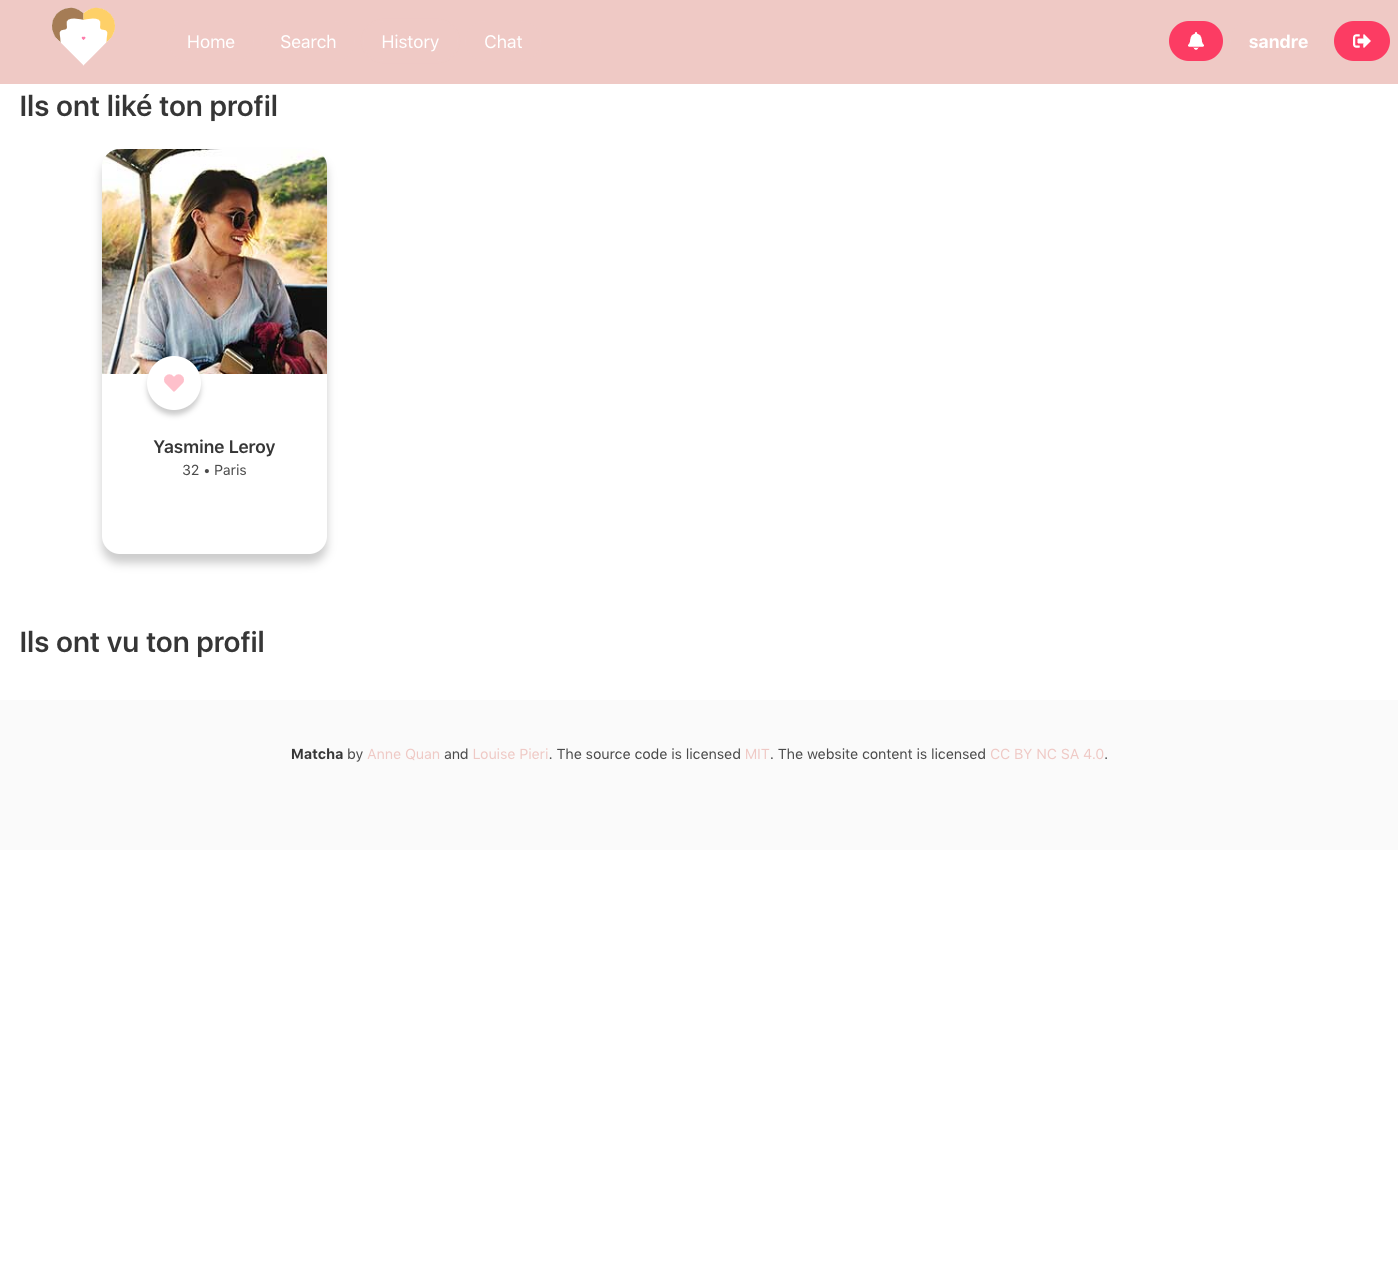 Home Search History Chat sandre
Ils ont liké ton profil
Yasmine Leroy
32 • Paris
Ils ont vu ton profil
Matcha by Anne Quan and Louise Pieri. The source code is licensed MIT. The website content is licensed CC BY NC SA 4.0.